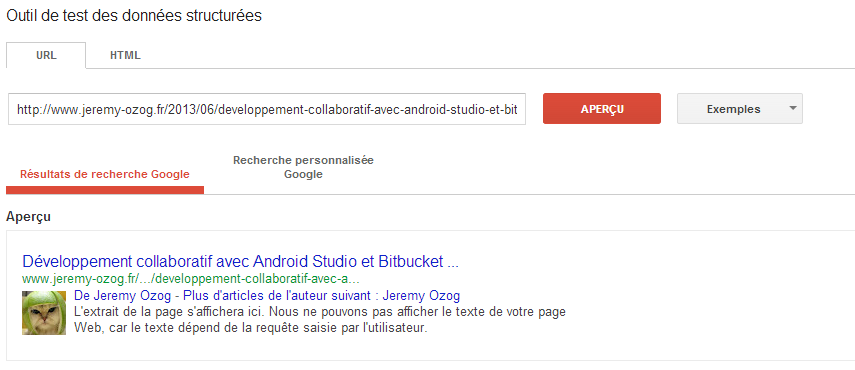 Outil de test des données structurées
URL HTML
http://www.jeremy-ozog.fr/2013/06/developpement-collaboratif-avec-android-studio-et-bit APERÇU Exemples
Recherche personnalisée
Résultats de recherche Google Google
Aperçu
Développement collaboratif avec Android Studio et Bitbucket ...
www.jeremy-ozog.fr/.../developpement-collaboratif-avec-a...
De Jeremy Ozog - Plus d'articles de l'auteur suivant : Jeremy Ozog
L'extrait de la page s'affichera ici. Nous ne pouvons pas afficher le texte de votre page
Web, car le texte dépend de la requête saisie par l'utilisateur.